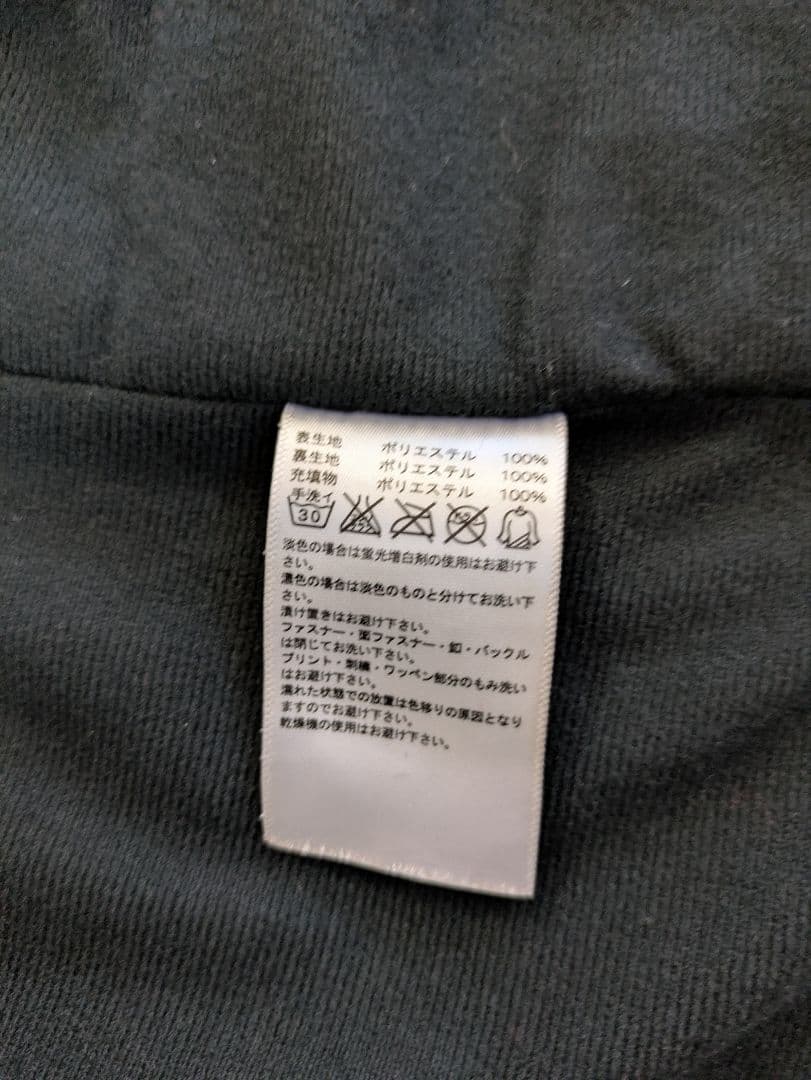 表生地 ポリエステル 100%
裏生地 ポリエステル 100%
充填物 ポリエステル 100%
手洗イ
30
淡色の場合は蛍光増白剤の使用はお避け下
さい。
濃色の場合は淡色のものと分けてお洗い下
さい。
漬け置きはお避け下さい。
ファスナー・面ファスナー・釦・バックル
は閉じてお洗い下さい。
プリント・刺繍・ワッペン部分のもみ洗い
はお避け下さい。
濡れた状態での放置は色移りの原因となり
ますのでお避け下さい。
乾燥機の使用はお避け下さい。